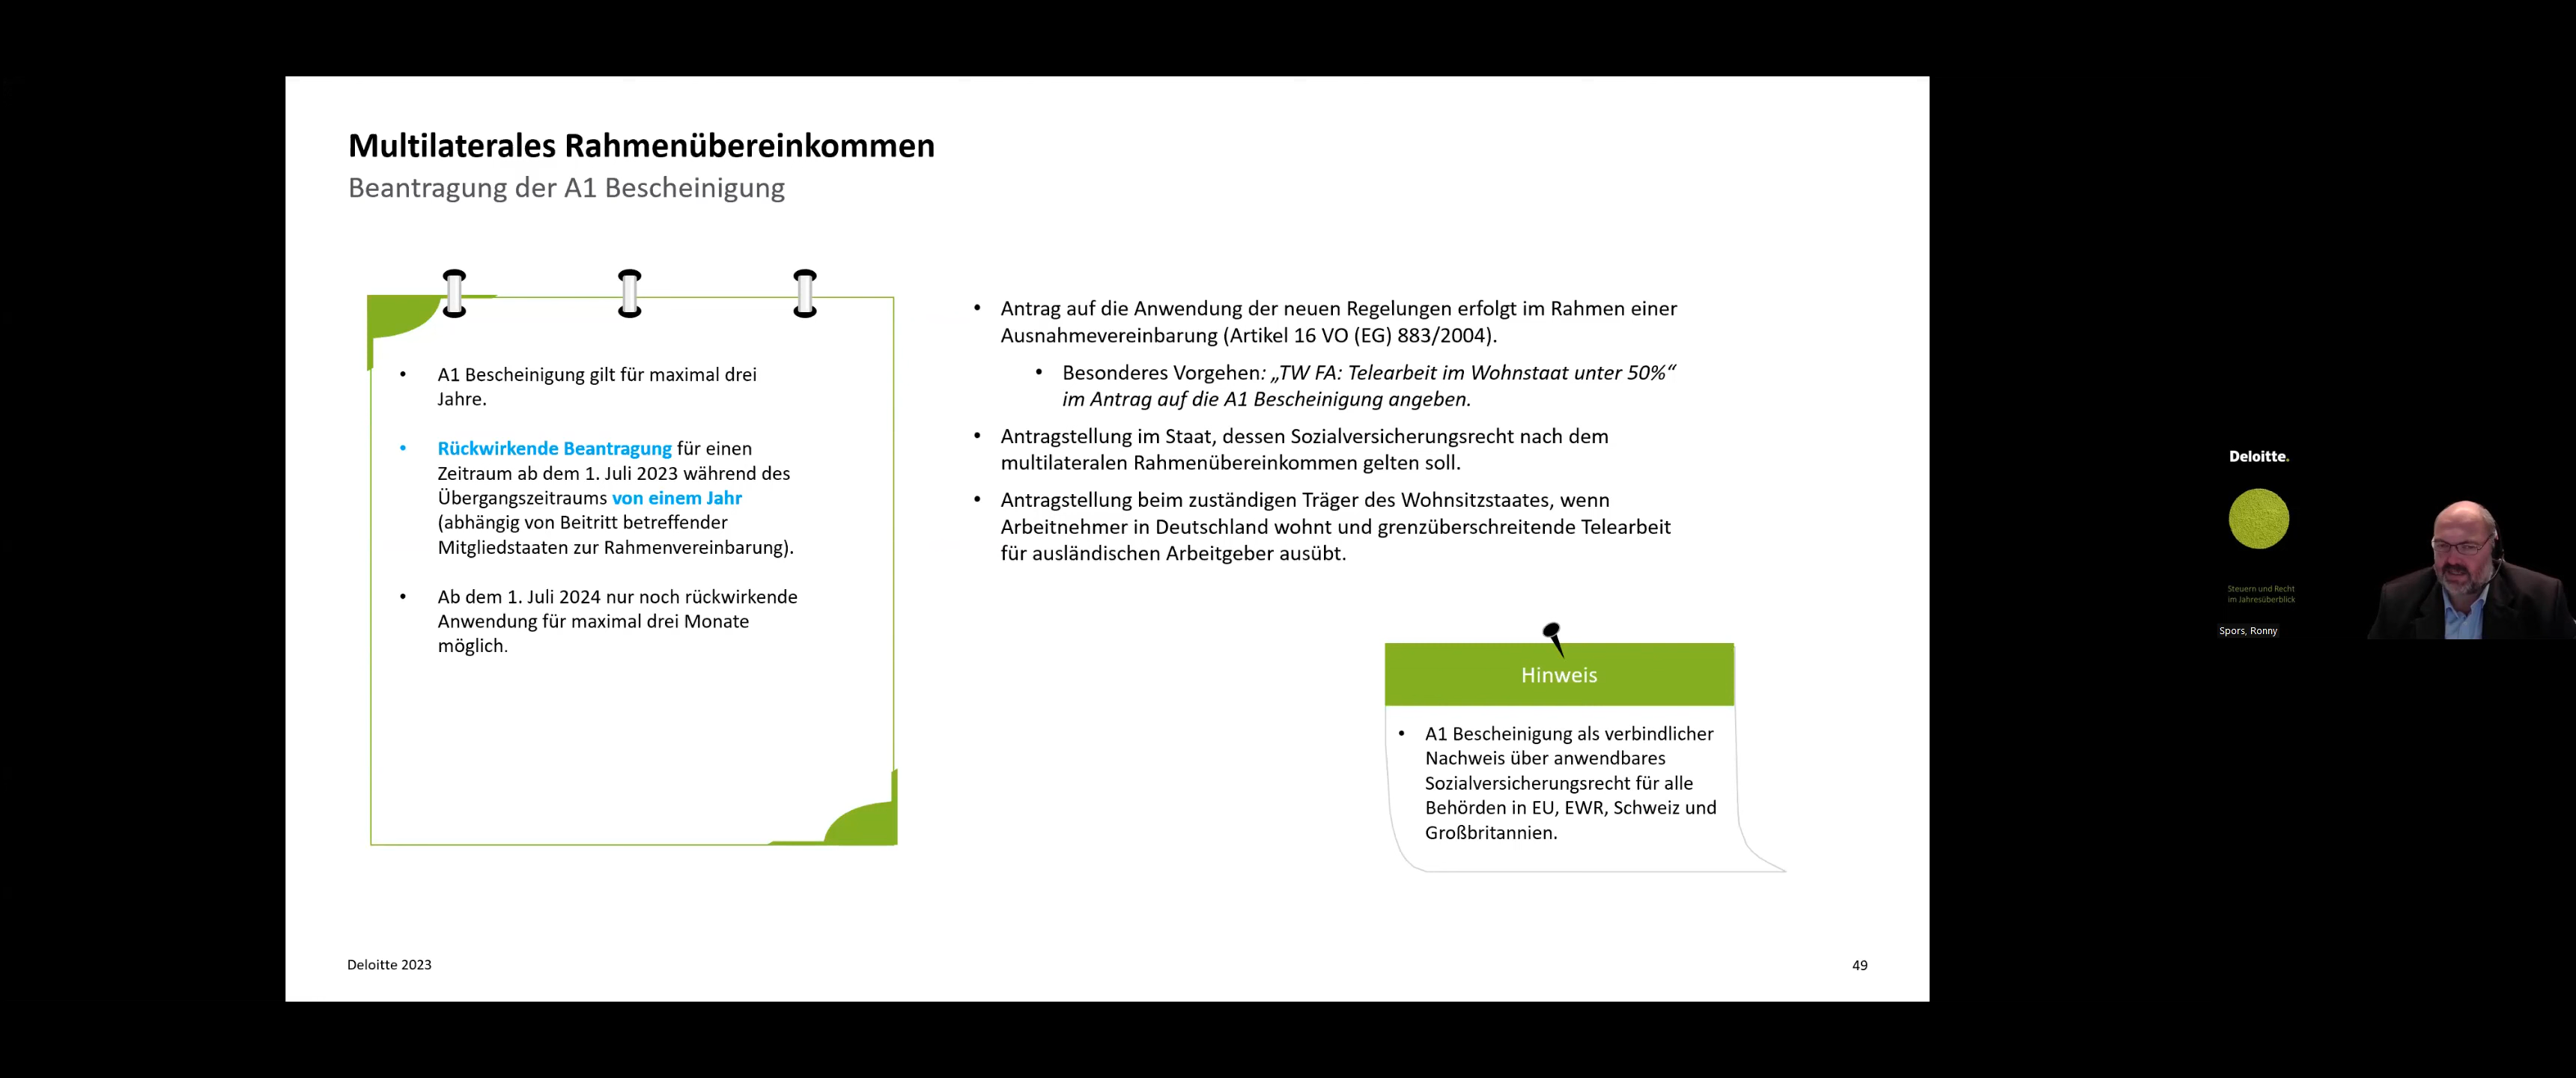 Multilaterales Rahmenübereinkommen
Beantragung der A1 Bescheinigung
• A1 Bescheinigung gilt für maximal drei
Jahre.
• Rückwirkende Beantragung für einen
Zeitraum ab dem 1. Juli 2023 während des
Übergangszeitraums von einem Jahr
(abhängig von Beitritt betreffender
Mitgliedstaaten zur Rahmenvereinbarung).
• Ab dem 1. Juli 2024 nur noch rückwirkende
Anwendung für maximal drei Monate
möglich.
• Antrag auf die Anwendung der neuen Regelungen erfolgt im Rahmen einer
Ausnahmevereinbarung (Artikel 16 VO (EG) 883/2004).
• Besonderes Vorgehen: „TW FA: Telearbeit im Wohnstaat unter 50%“
im Antrag auf die A1 Bescheinigung angeben.
• Antragstellung im Staat, dessen Sozialversicherungsrecht nach dem
multilateralen Rahmenübereinkommen gelten soll.
• Antragstellung beim zuständigen Träger des Wohnsitzstaates, wenn
Arbeitnehmer in Deutschland wohnt und grenzüberschreitende Telearbeit
für ausländischen Arbeitgeber ausübt.
Hinweis
• A1 Bescheinigung als verbindlicher
Nachweis über anwendbares
Sozialversicherungsrecht für alle
Behörden in EU, EWR, Schweiz und
Großbritannien.
Deloitte 2023
49
Deloitte.
Steuern und Recht
im Jahresüberblick
Spors, Ronny